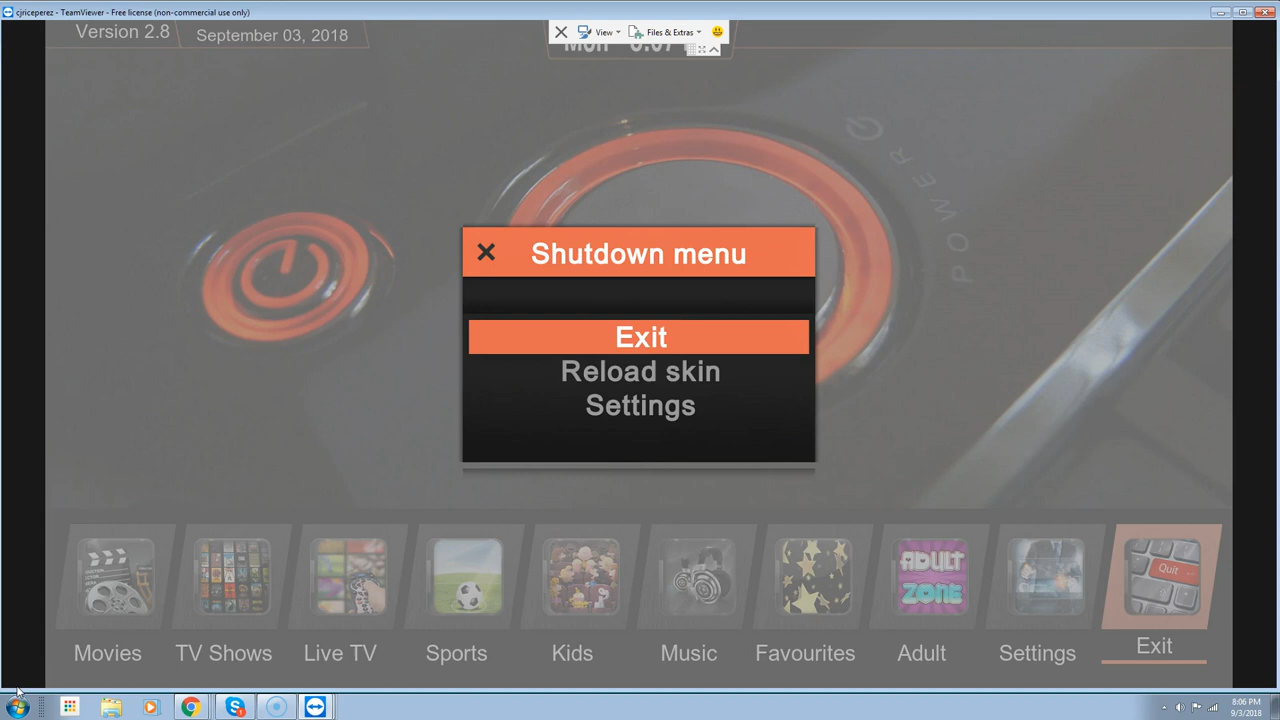 cjriceperez - TeamViewer - Free license (non-commercial use only)
Version 2.8
September 03, 2018
View
Files & Extras
POWER
Shutdown menu
Exit
Reload skin
Settings
Quit
ADULT
ZONE
Movies
TV Shows
Live TV
Sports
Kids
Music
Favourites
Adult
Settings
Exit
8:06 PM
9/3/2018